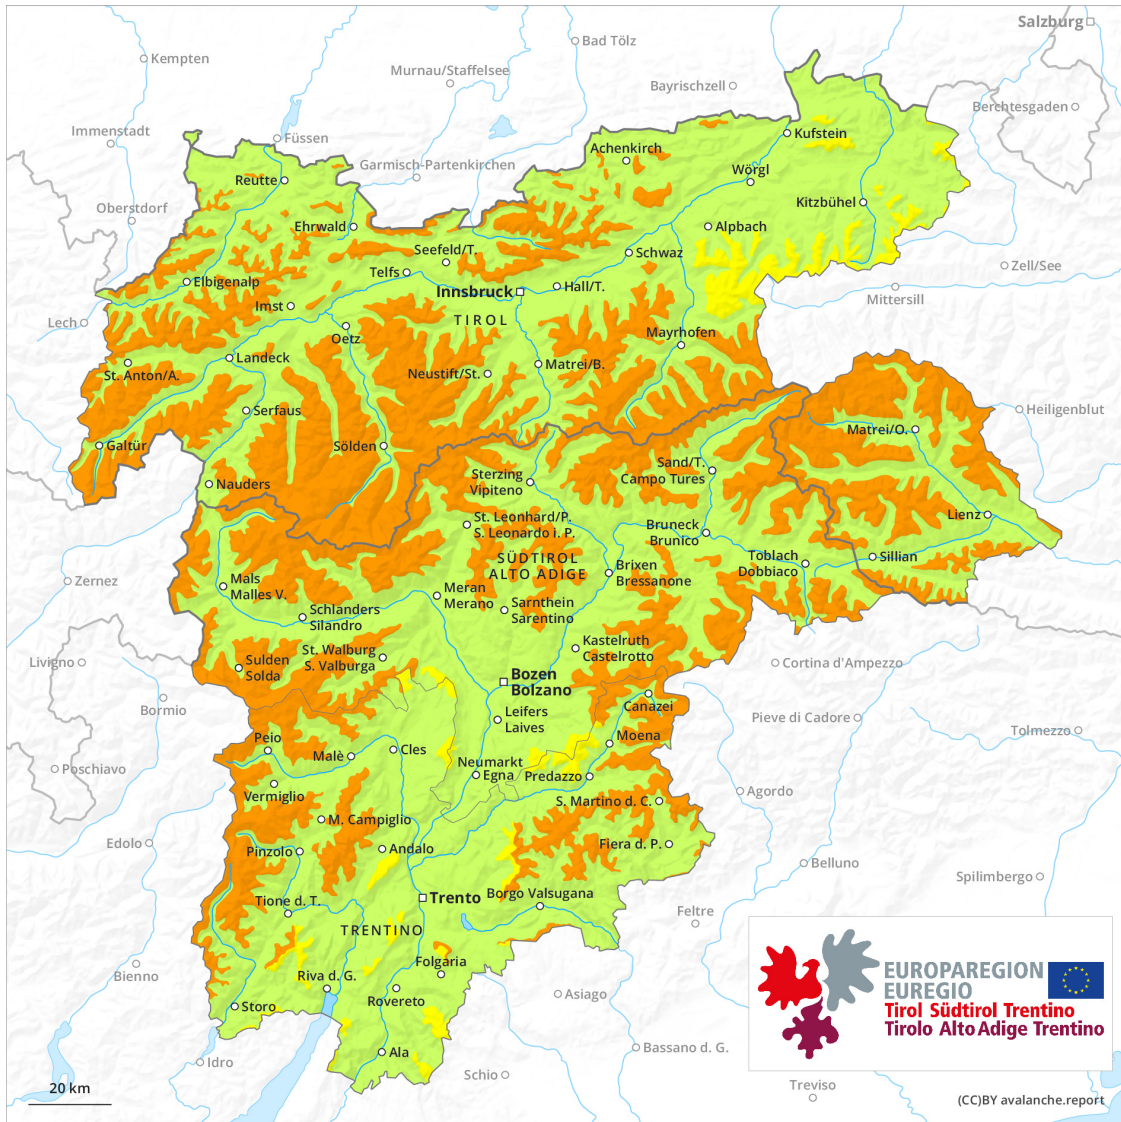 Salzburg
Bad Tölz
Kempten
Murnau/Staffelsee
Bayrischzell
Berchtesgaden
Immenstadt
Füssen
Kufstein
Achenkirch
Garmisch-Partenkirchen
Wörgl
Reutte
Kitzbühel
Oberstdorf
Ehrwald
Alpbach
Seefeld/T.
Schwaz
Telfs
Zell/See
Elbigenalp
Innsbruck
Hall/T.
Mittersill
Imst
Lech
TIROL
Oetz
Mayrhofen
Landeck
St. Anton/A.
Neustift/St.
Matrei/B.
Serfaus
Heiligenblut
Matrei/O.
Galtür
Sölden
Sand/T.
Campo Tures
Sterzing
Vipiteno
Nauders
St. Leonhard/P.
S. Leonardo i. P.
Lienz
Bruneck
Brunico
SÜDTIROL
ALTO ADIGE
Toblach
Dobbiaco
Sillian
Brixen
Bressanone
Zernez
Mals
Malles V.
Meran
Merano
Sarnthein
Sarentino
Schlanders
Silandro
Kastelruth
Castelrotto
St. Walburg
S. Valburga
Livigno
Sulden
Solda
Cortina d'Ampezzo
Bozen
Bolzano
Bormio
Canazei
Leifers
Laives
Pieve di Cadore
Tolmezzo
Moena
Peio
Malè
Cles
Poschiavo
Neumarkt
Egna
Predazzo
Vermiglio
Agordo
S. Martino d. C.
M. Campiglio
Edolo
Pinzolo
Andalo
Fiera d. P.
Belluno
Spilimbergo
Trento
Borgo Valsugana
Tione d. T.
Feltre
TRENTINO
Folgaria
Bienno
Riva d. G.
Rovereto
Asiago
Storo
Ala
Bassano d. G.
Idro
Schio
Treviso
EUROPAREGION
EUREGIO
Tirol Südtirol Trentino
Tirolo Alto Adige Trentino
20 km
(CC)BY avalanche.report